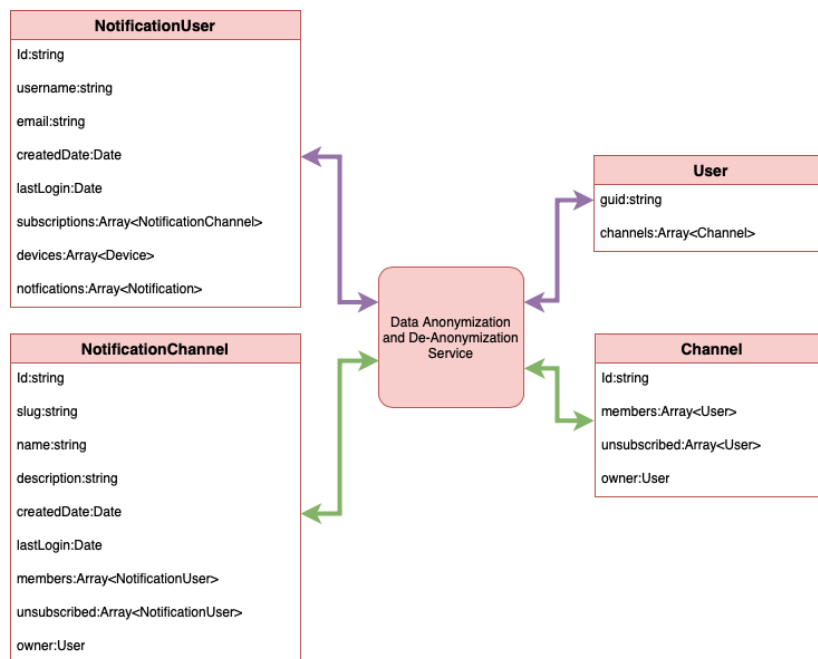 NotificationUser
Id:string
username:string
email:string
createdDate:Date
lastLogin:Date
subscriptions:Array<NotificationChannel>
devices:Array<Device>
notfications:Array<Notification>
NotificationChannel
Id:string
slug:string
name:string
description:string
createdDate:Date
lastLogin:Date
members:Array<NotificationUser>
unsubscribed:Array<NotificationUser>
owner:User
Data Anonymization
and De-Anonymization
Service
User
guid:string
channels:Array<Channel>
Channel
Id:string
members:Array<User>
unsubscribed:Array<User>
owner:User